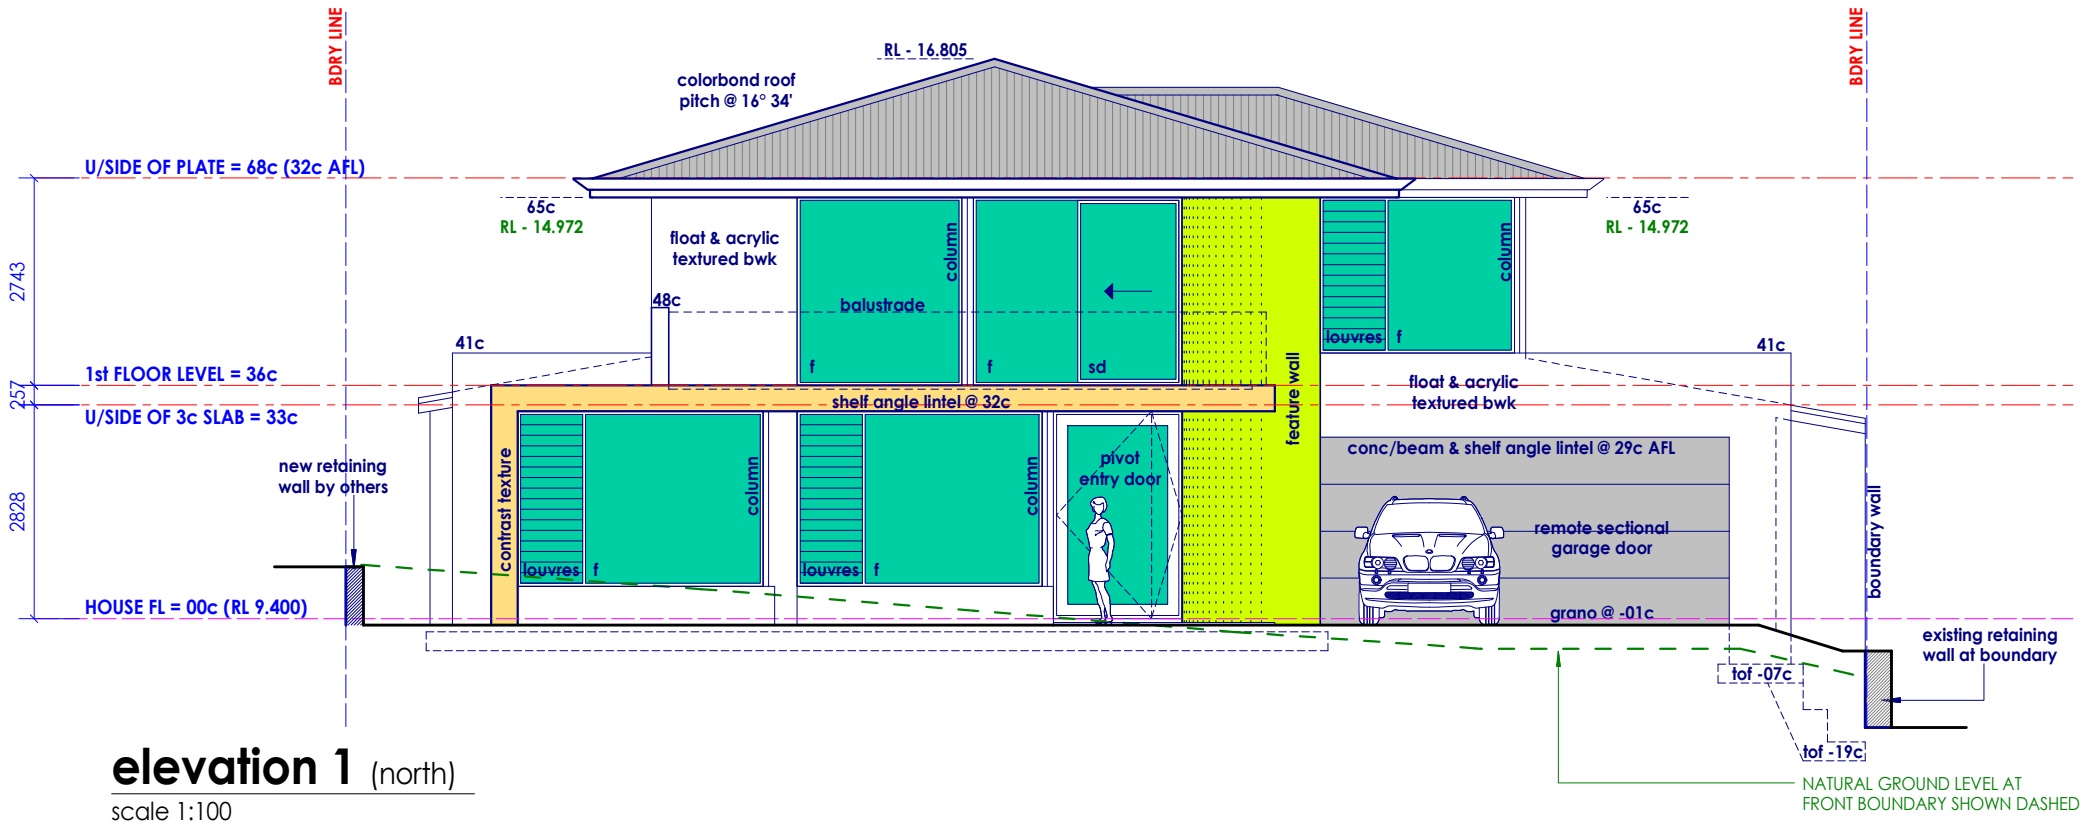 BDRY LINE
BDRY LINE
RL - 16.805
colorbond roof
pitch @ 16° 34'
U/SIDE OF PLATE = 68c (32c AFL)
65c
RL - 14.972
65c
RL - 14.972
float & acrylic
textured bwk
column
column
2743
48c
balustrade
louvres
f
41c
41c
f
f
sd
1st FLOOR LEVEL = 36c
257
feature wall
float & acrylic
textured bwk
shelf angle lintel @ 32c
U/SIDE OF 3c SLAB = 33c
conc/beam & shelf angle lintel @ 29c AFL
new retaining
wall by others
contrast texture
column
column
pivot
entry door
2828
remote sectional
garage door
boundary wall
louvres
f
louvres
f
HOUSE FL = 00c (RL 9.400)
grano @ -01c
existing retaining
wall at boundary
tof -07c
tof -19c
elevation 1 (north)
scale 1:100
NATURAL GROUND LEVEL AT
FRONT BOUNDARY SHOWN DASHED